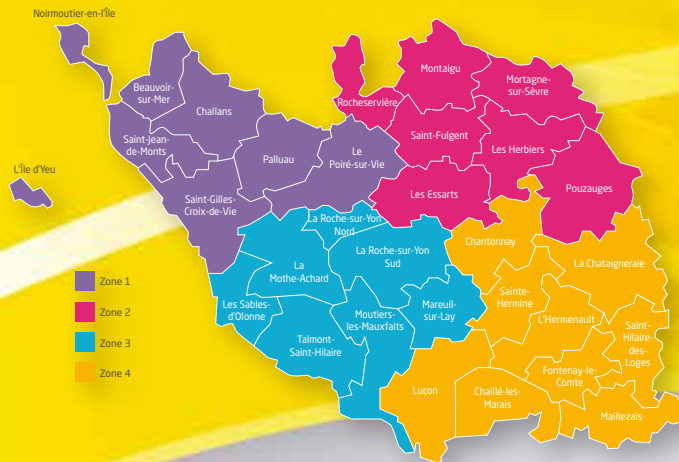 Noirmoutier-en-l'Île
Beauvoir-
sur-Mer
Challans
Saint-Jean-
de-Monts
L'Île d'Yeu
Palluau
Le
Poiré-sur-Vie
Saint-Gilles-
Croix-de-Vie
Rocheservière
Montaigu
Mortagne-
sur-Sèvre
Saint-Fulgent
Les Herbiers
Les Essarts
Pouzauges
La Roche-sur-Yon
Nord
La Roche-sur-Yon
Sud
La
Mothe-Achard
Les Sables-
d'Olonne
Talmont-
Saint-Hilaire
Moutiers-
les-Mauxfaits
Mareuil-
sur-Lay
Chantonnay
La Chataigneraie
Sainte-
Hermine
L'Hermenault
Saint-
Hilaire-
des-
Loges
Fontenay-le-
Comte
Luçon
Chaillé-les-
Marais
Maillezais
Zone 1
Zone 2
Zone 3
Zone 4